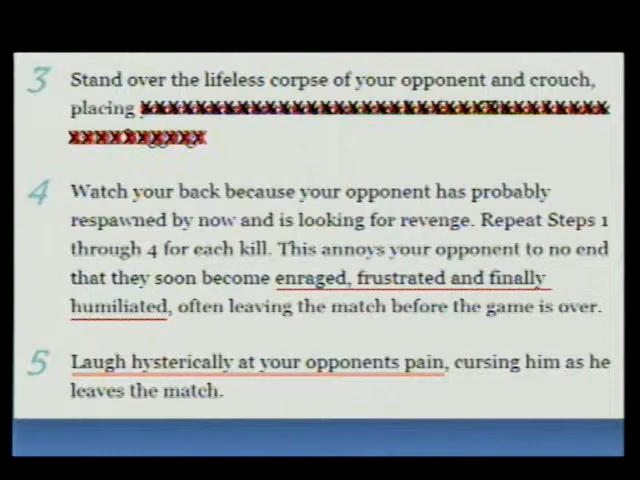 3 Stand over the lifeless corpse of your opponent and crouch,
placing
4 Watch your back because your opponent has probably
respawned by now and is looking for revenge. Repeat Steps 1
through 4 for each kill. This annoys your opponent to no end
that they soon become enraged, frustrated and finally
humiliated, often leaving the match before the game is over.
5 Laugh hysterically at your opponents pain, cursing him as he
leaves the match.